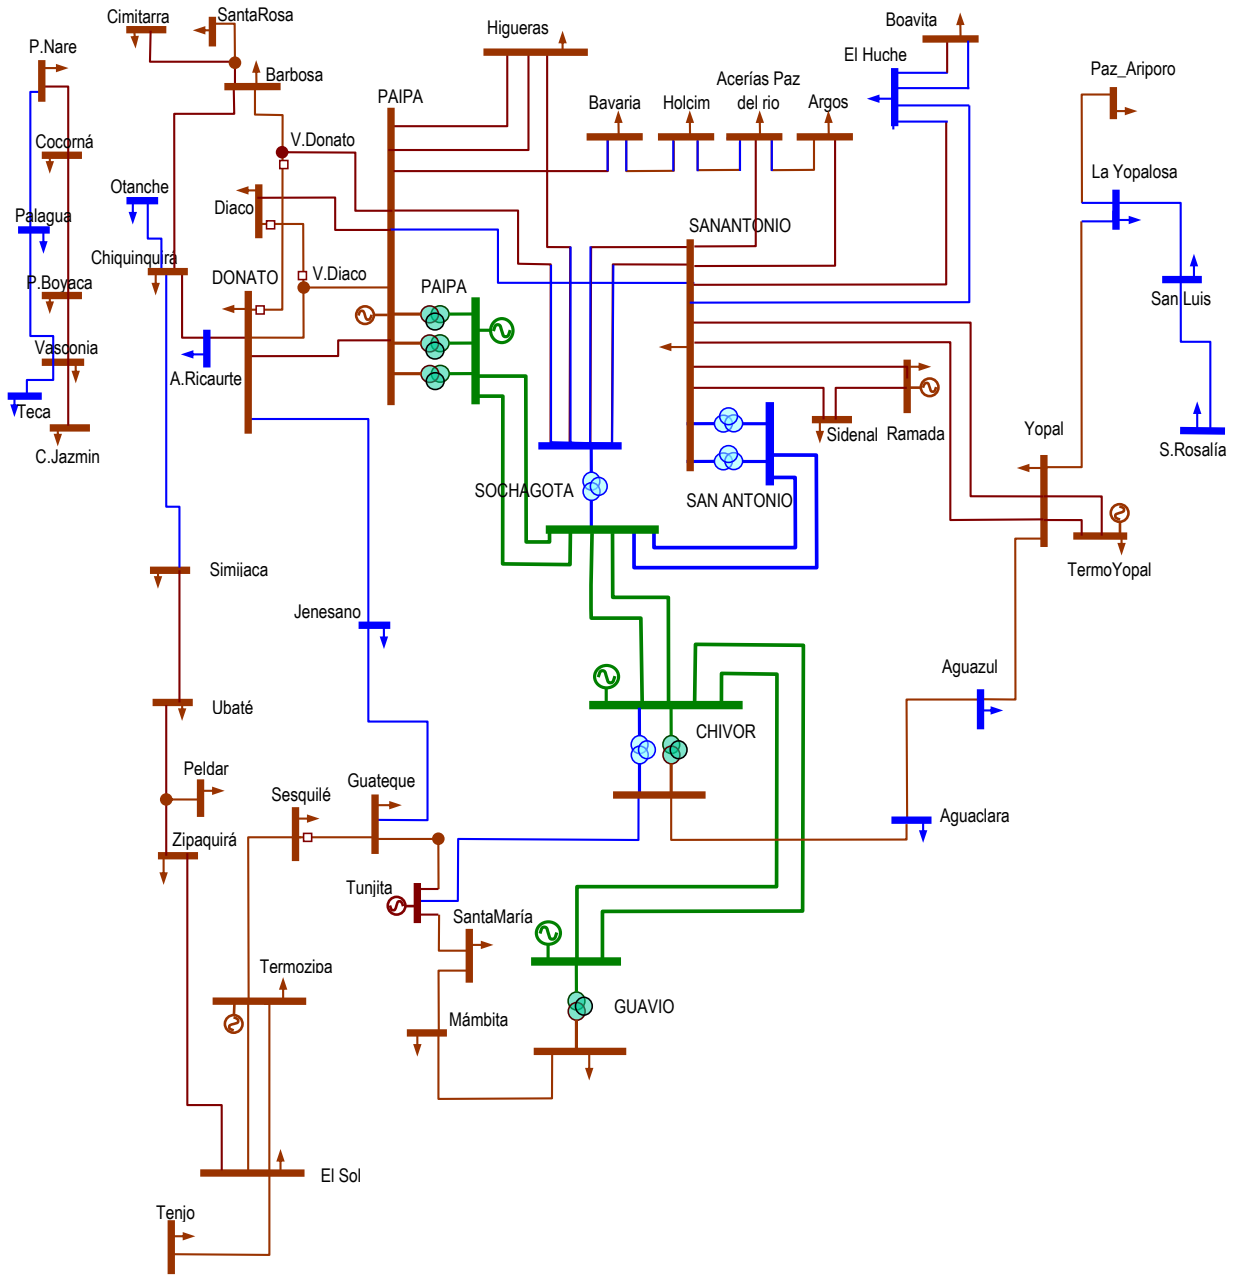 Cimitarra
SantaRosa
Higueras
Boavita
P.Nare
El Huche
Barbosa
Paz_Ariporo
PAIPA
Bavaria
Holcim
Acerías Paz
del rio
Argos
Cocorná
V.Donato
La Yopalosa
Otanche
Diaco
Palagua
SANANTONIO
Chiquinquirá
DONATO
V.Diaco
PAIPA
P.Boyaca
San Luis
Vasconia
A.Ricaurte
Teca
Sidenal
Ramada
Yopal
C.Jazmin
S.Rosalía
SOCHAGOTA
SAN ANTONIO
Simijaca
TermoYopal
Jenesano
Aguazul
Ubaté
CHIVOR
Peldar
Sesquilé
Guateque
Zipaquirá
Aguaclara
Tunjita
SantaMaría
Termozipa
GUAVIO
Mámbita
El Sol
Tenjo